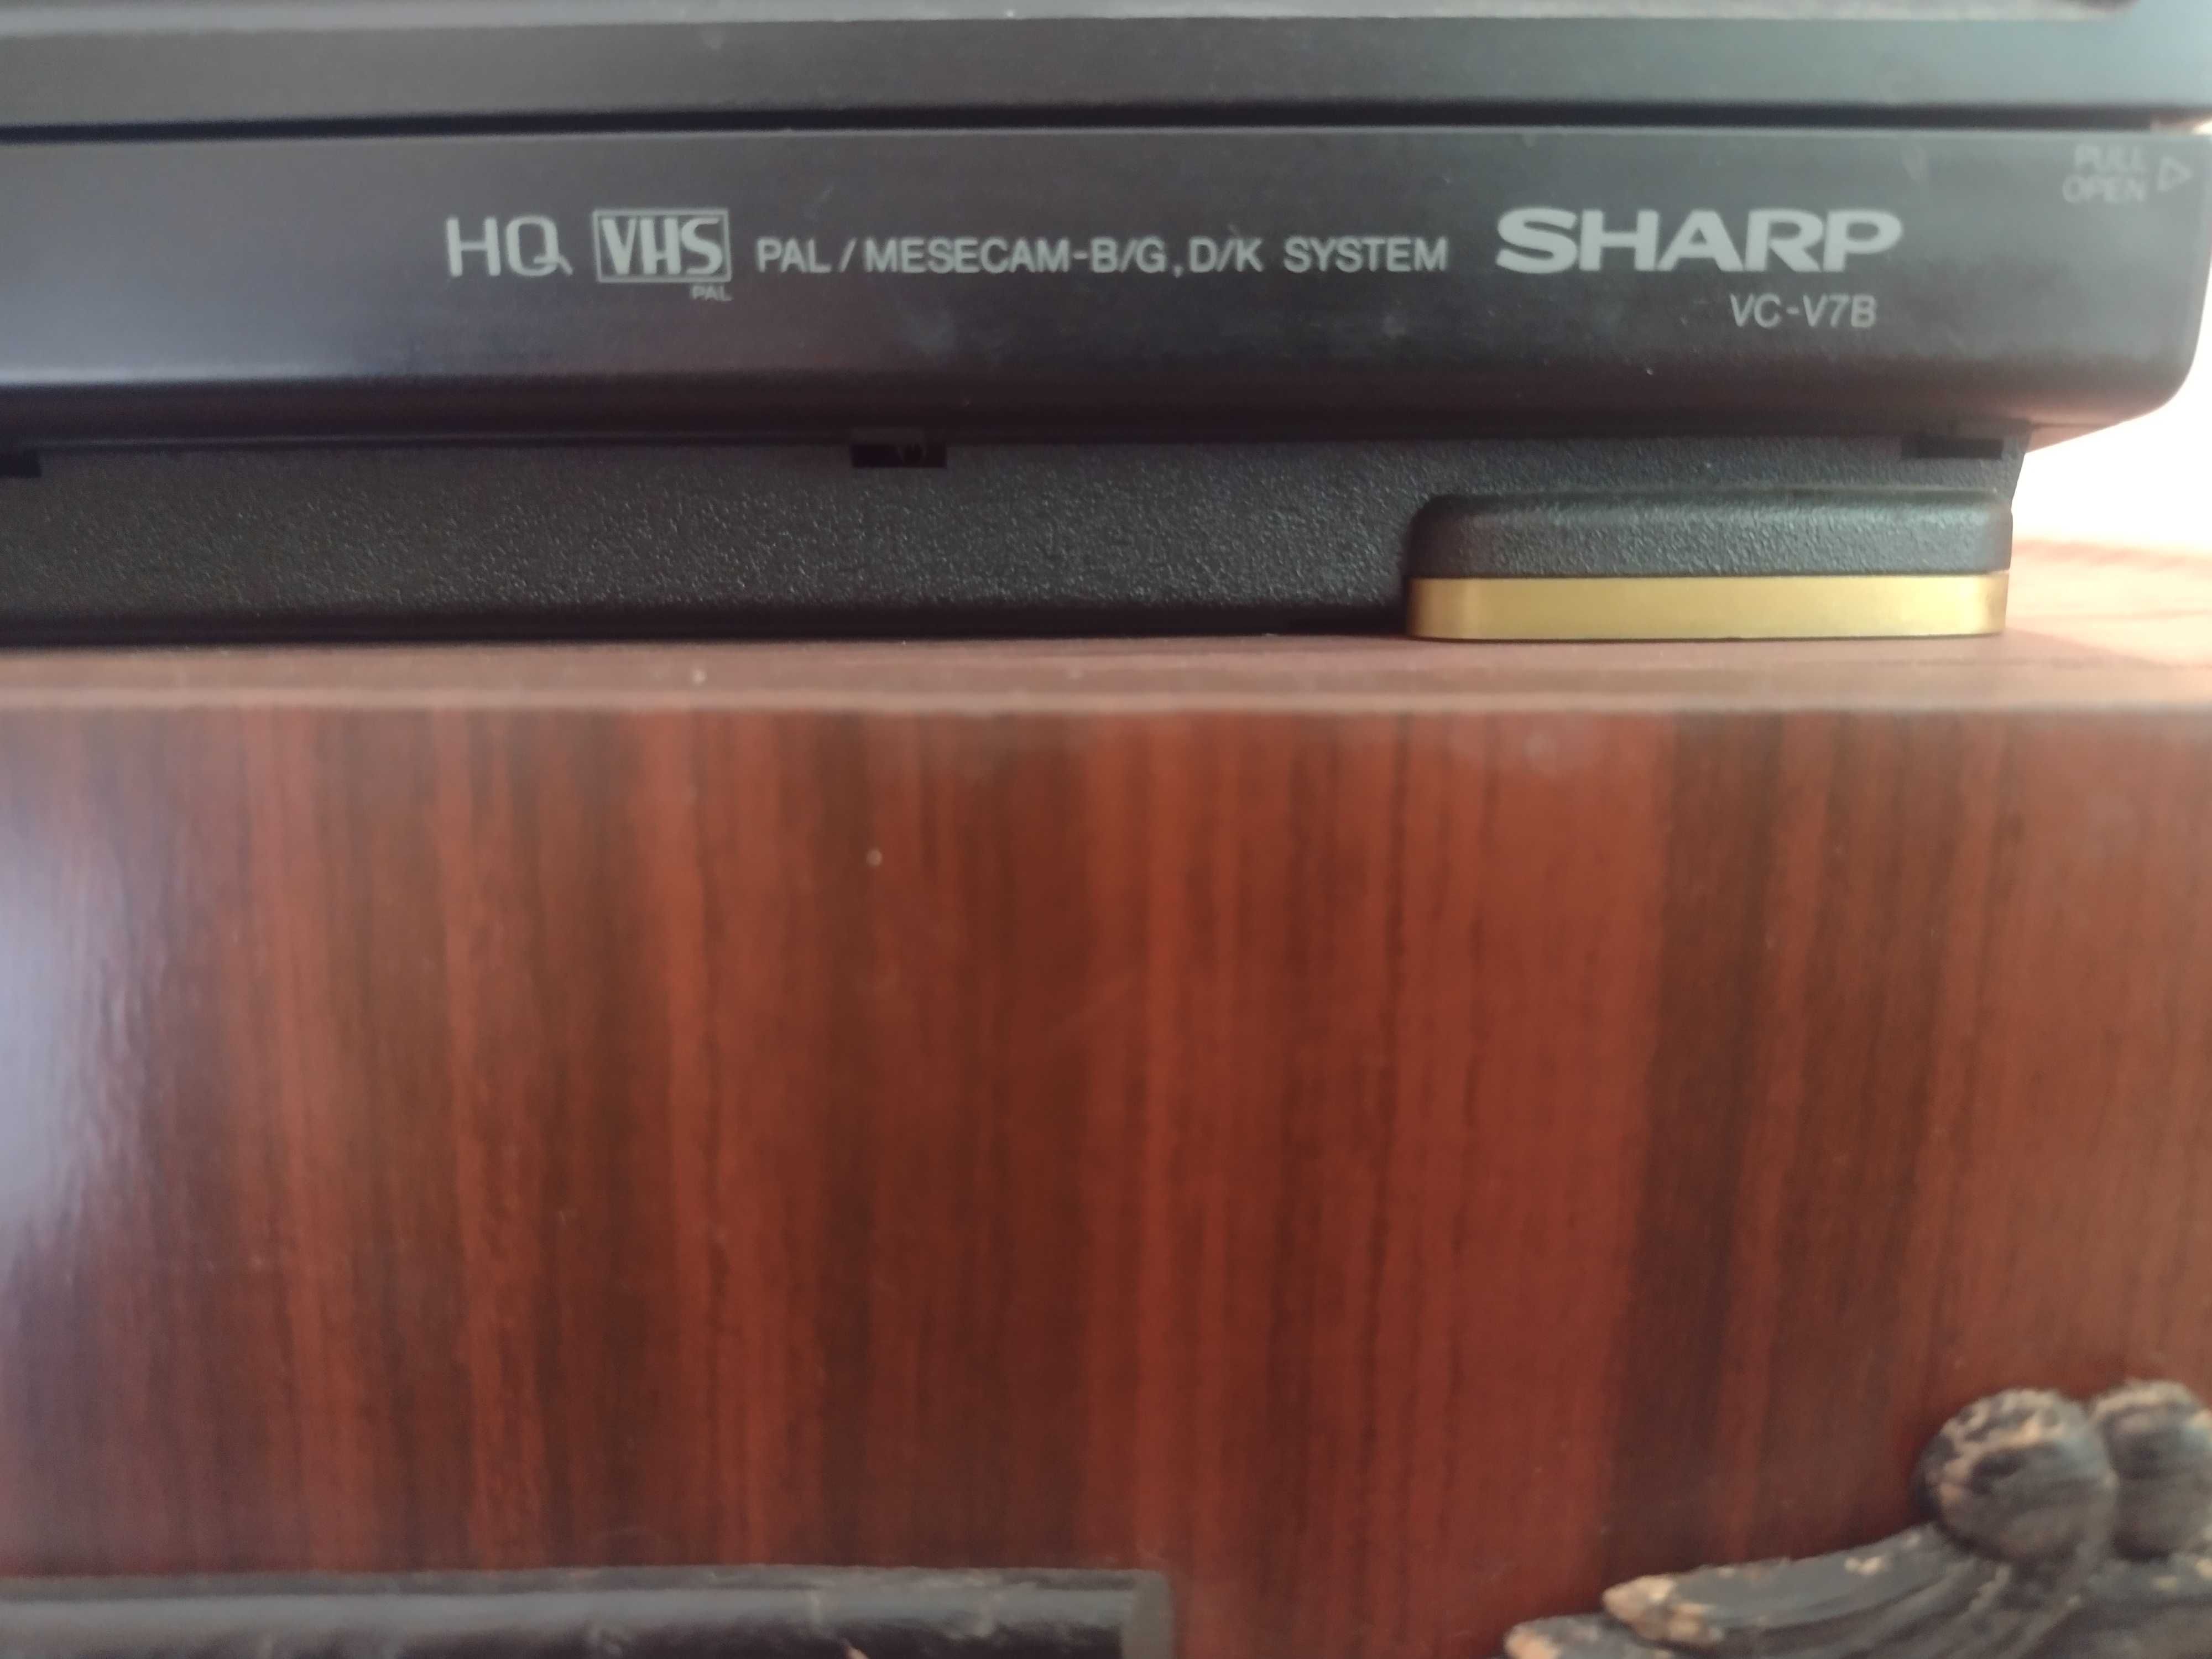 HQ VHS PAL / MESECAM-B/G, D/K SYSTEM SHARP
PAL
VC-V7B
PULL
OPEN